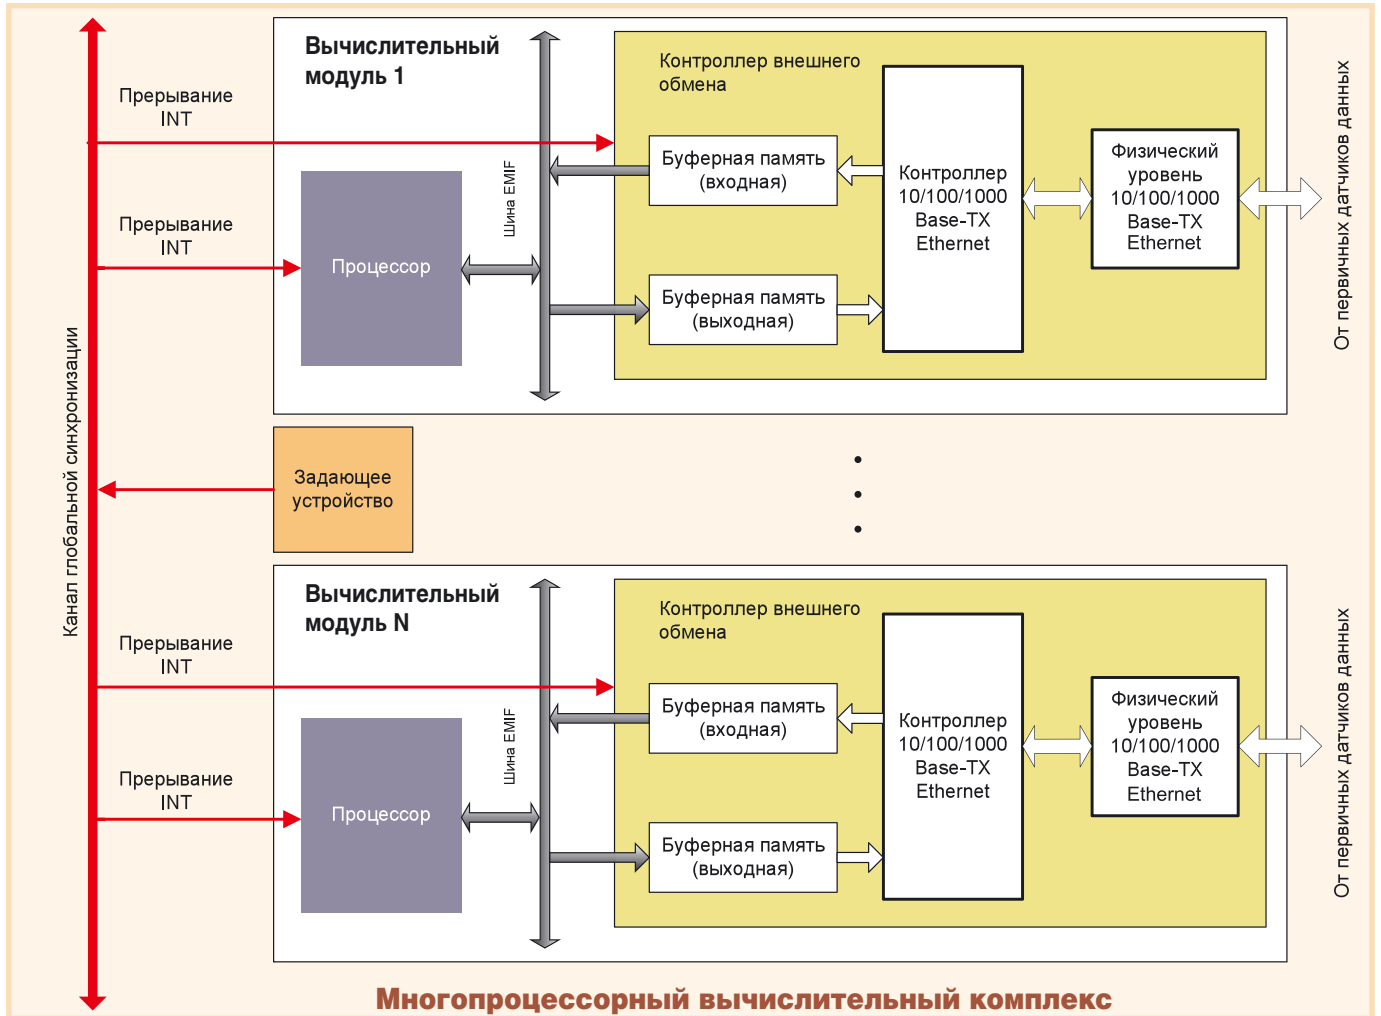 Вычислительный
модуль 1
Контроллер внешнего
обмена
Прерывание
INT
Буферная память
(входная)
Контроллер
10/100/1000
Base-TX
Ethernet
Физический
уровень
10/100/1000
Base-TX
Ethernet
От первичных датчиков данных
Шина EMIF
Прерывание
INT
Процессор
Буферная память
(выходная)
Канал глобальной синхронизации
Задающее
устройство
Вычислительный
модуль N
Контроллер внешнего
обмена
Прерывание
INT
Буферная память
(входная)
Контроллер
10/100/1000
Base-TX
Ethernet
Физический
уровень
10/100/1000
Base-TX
Ethernet
От первичных датчиков данных
Шина EMIF
Прерывание
INT
Процессор
Буферная память
(выходная)
Многопроцессорный вычислительный комплекс